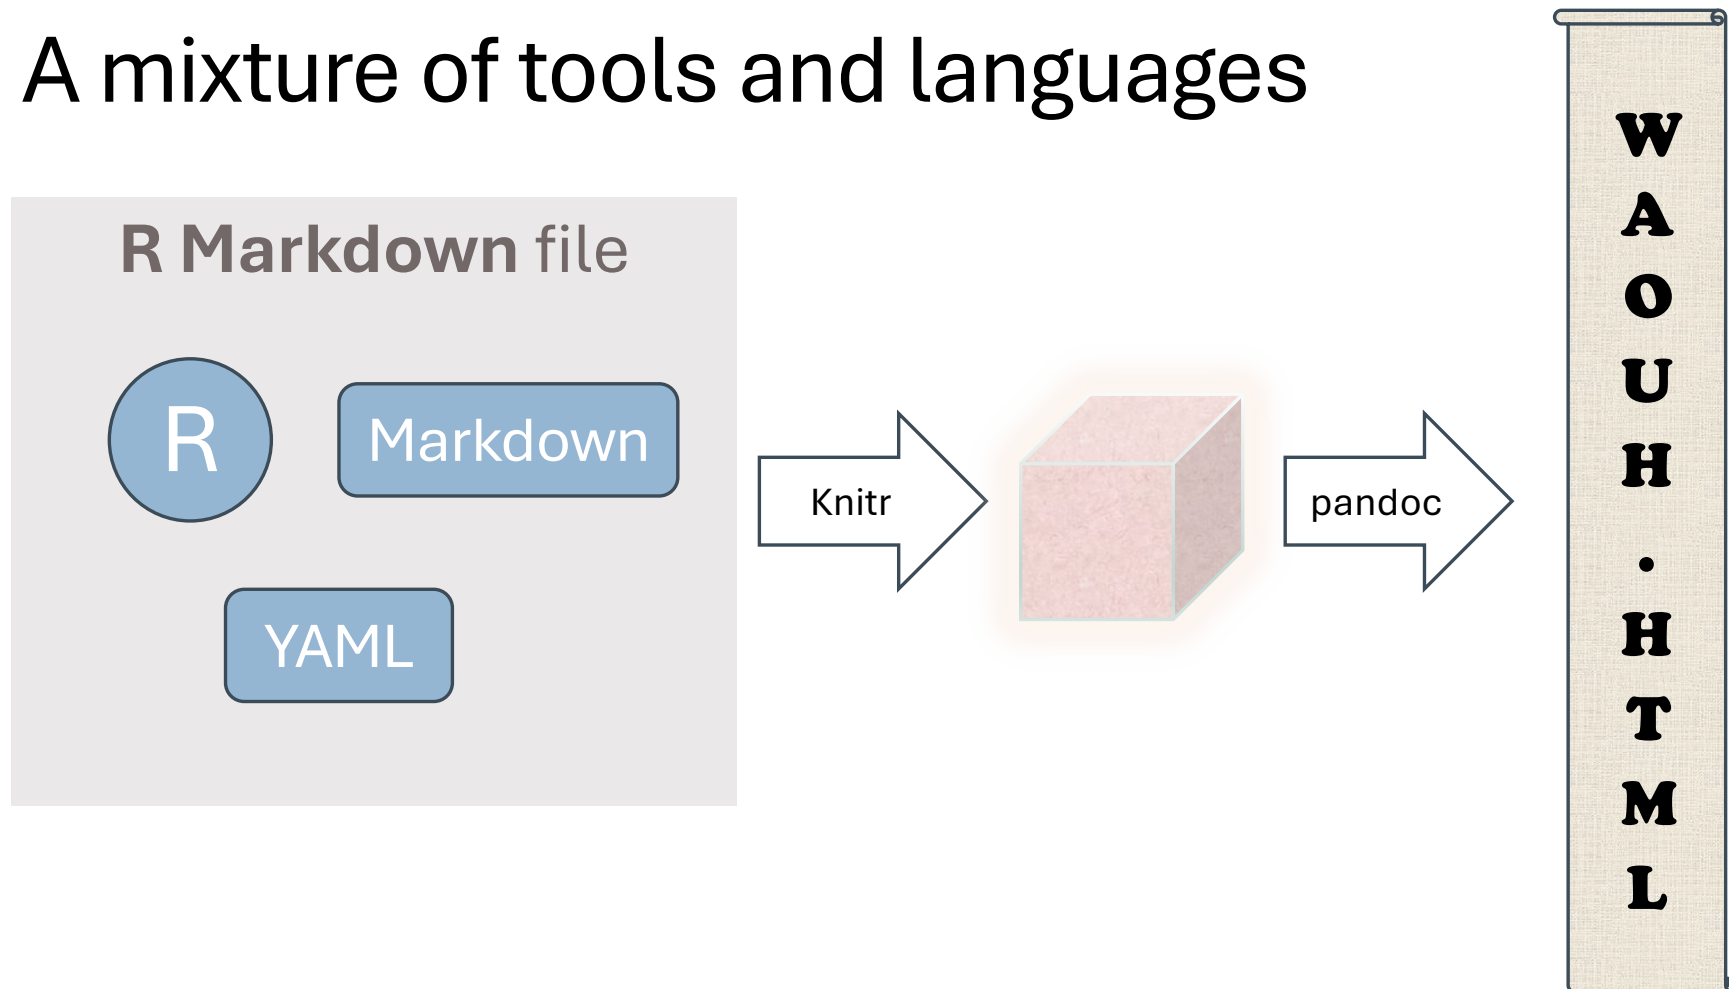 A mixture of tools and languages
R Markdown file
R
Markdown
YAML
Knitr
pandoc
W
A
O
U
H
.
H
T
M
L